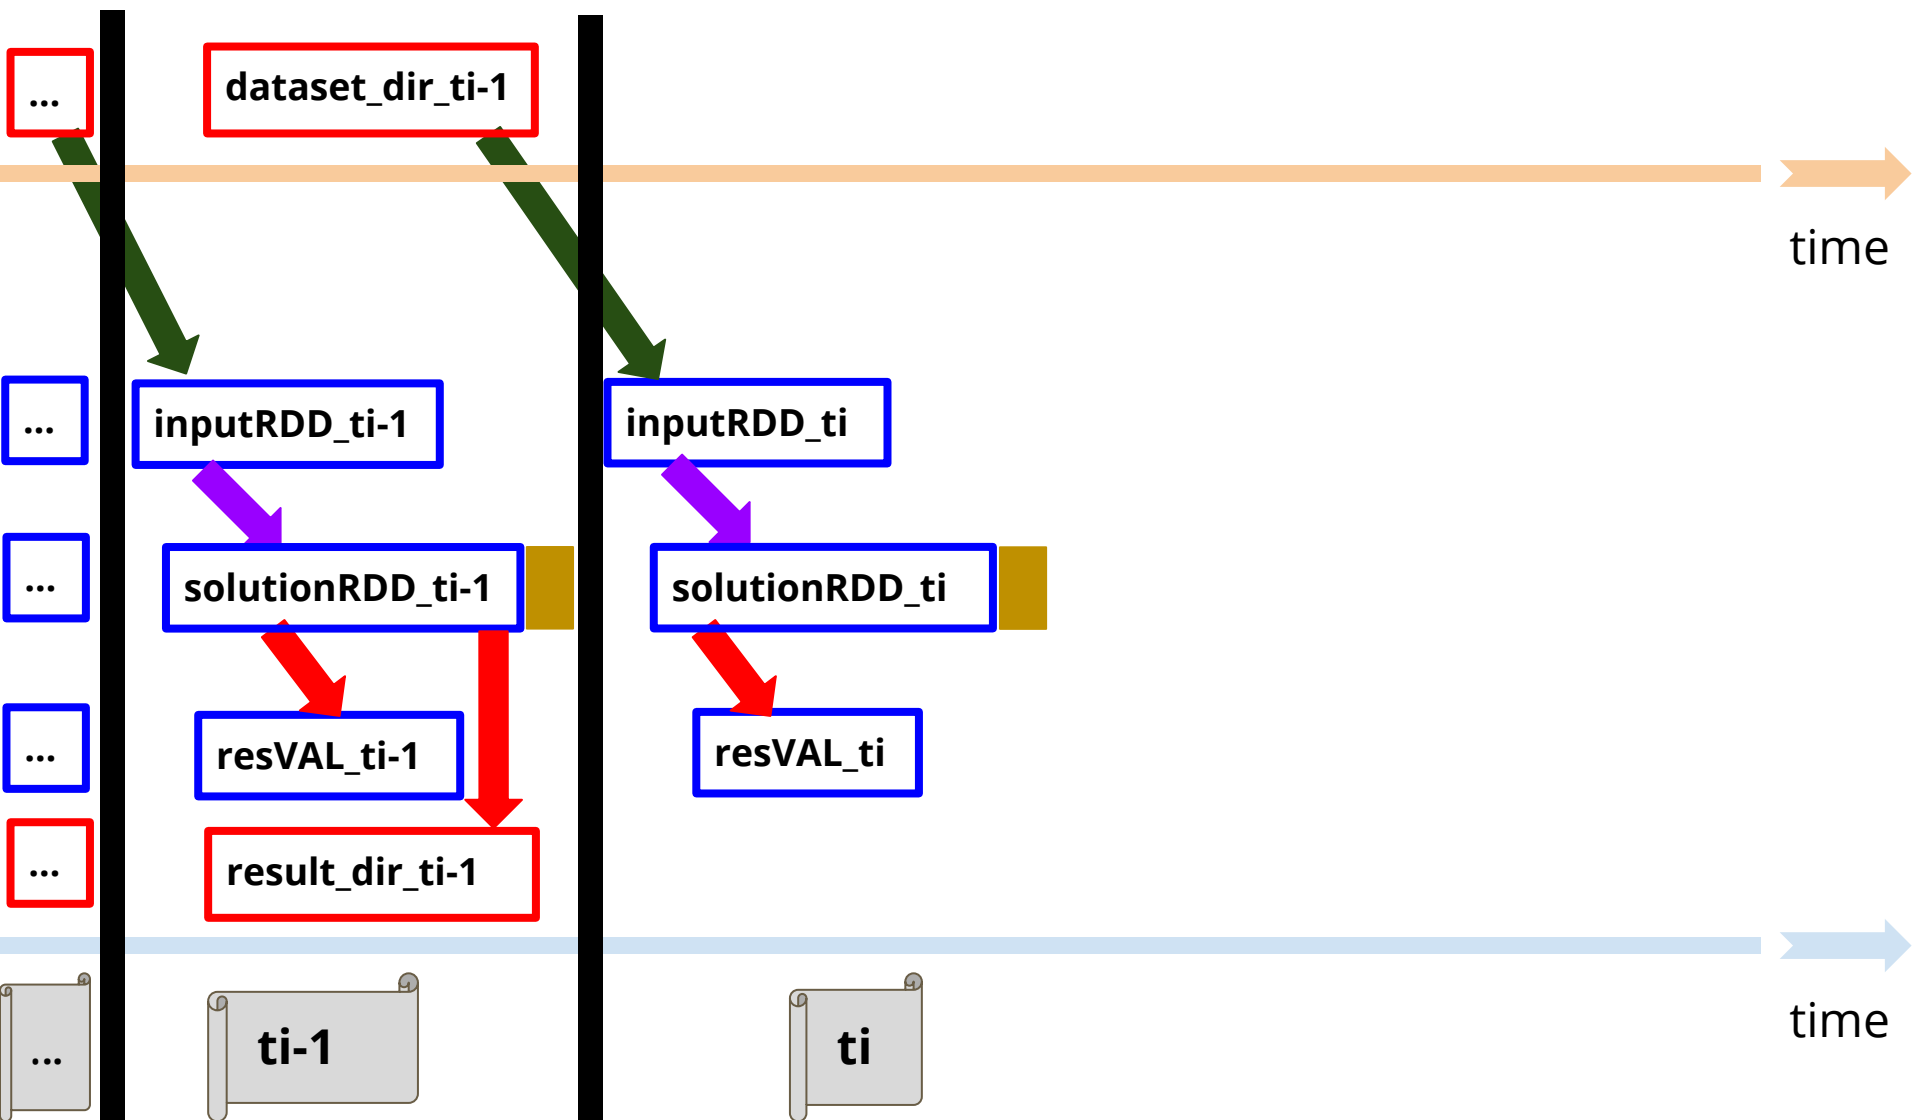 ...
dataset_dir_ti-1
time
...
inputRDD_ti-1
inputRDD_ti
...
solutionRDD_ti-1
solutionRDD_ti
...
resVAL_ti-1
resVAL_ti
...
result_dir_ti-1
...
ti-1
ti
time